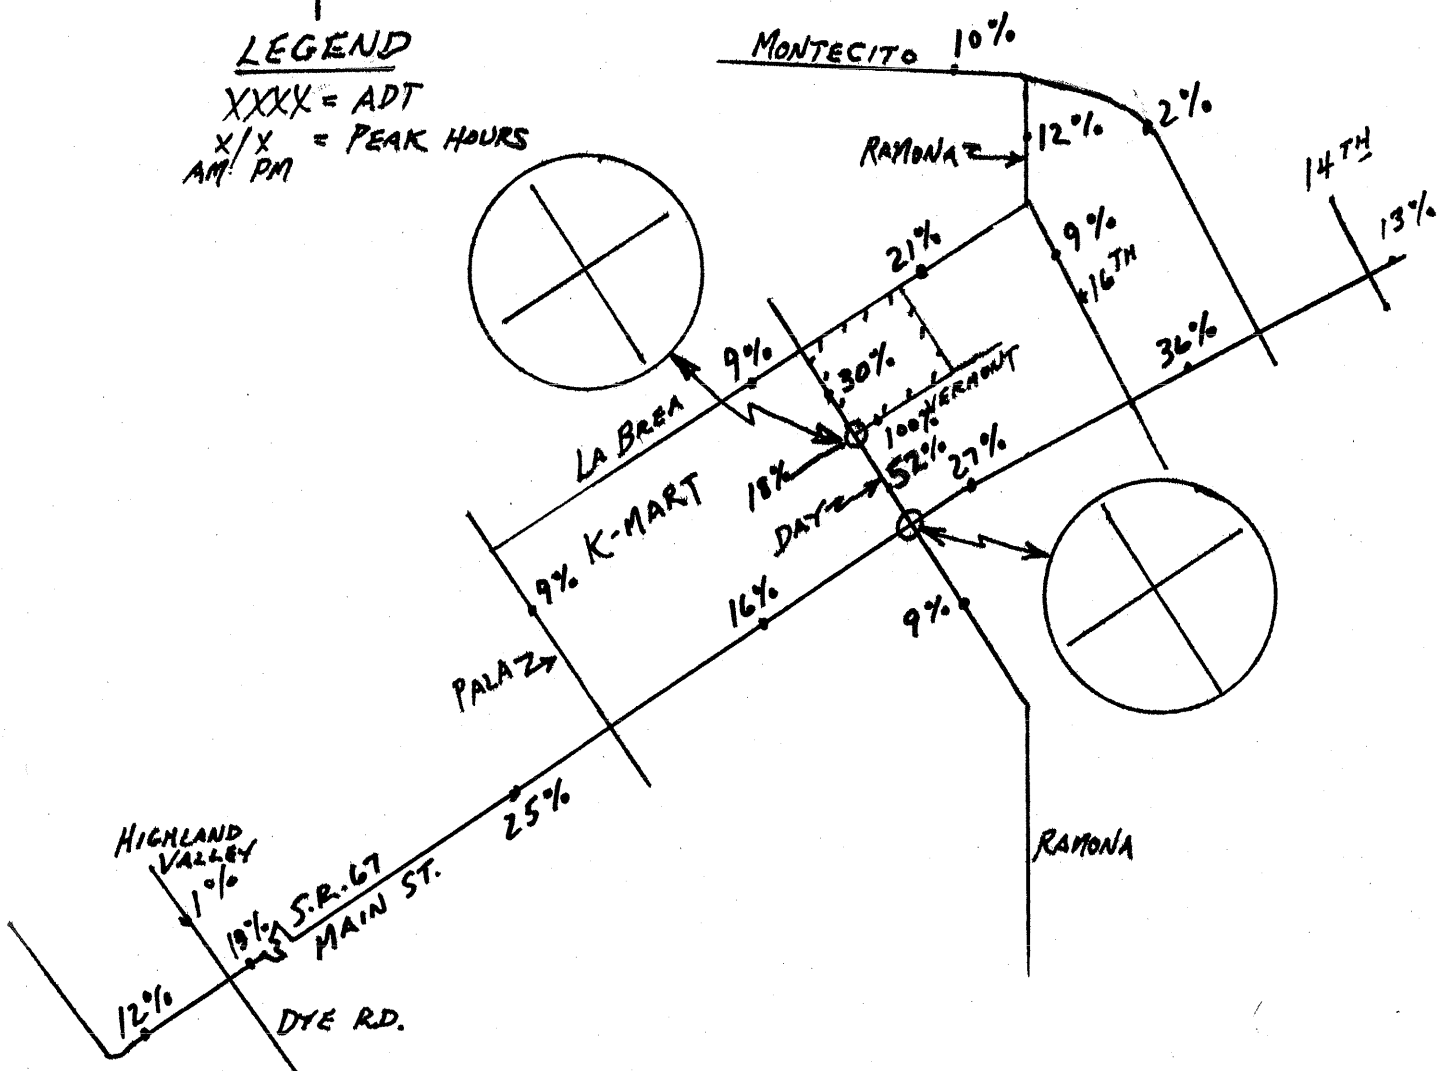 LEGEND
XXXX = ADT
X/X = PEAK HOURS
AM PM
MONTECITO
10%
2%
12%
RAMONA
14TH
13%
9%
16TH
21%
36%
9%
30%
VERMONT
100%
LA BREA
18%
52%
27%
DAY
K-MART
9%
16%
9%
PALA
25%
RAMONA
HIGHLAND
VALLEY
1%
S.R. 67
MAIN ST.
12%
DYE RD.